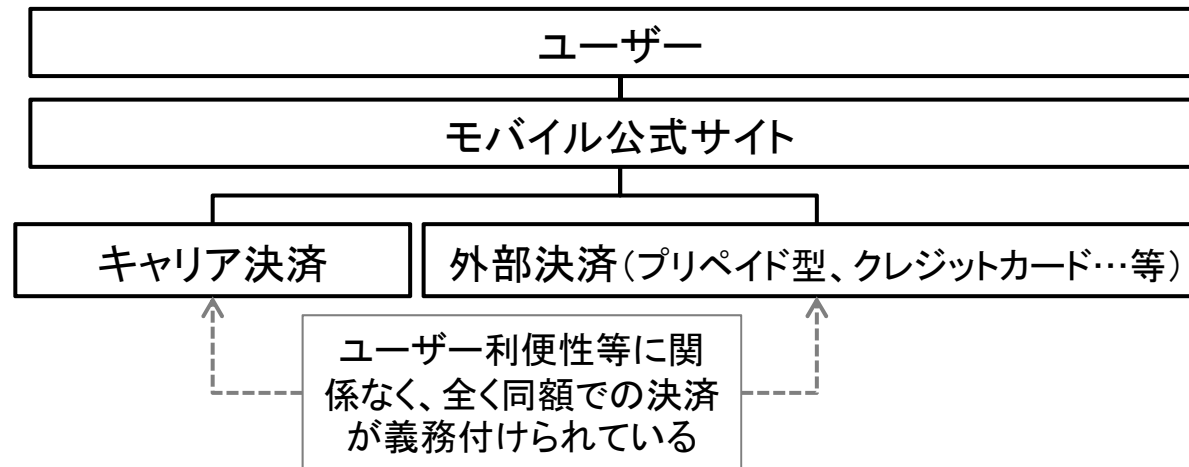 ユーザー
モバイル公式サイト
キャリア決済
外部決済（プリペイド型、クレジットカード…等）
ユーザー利便性等に関
係なく、全く同額での決済
が義務付けられている